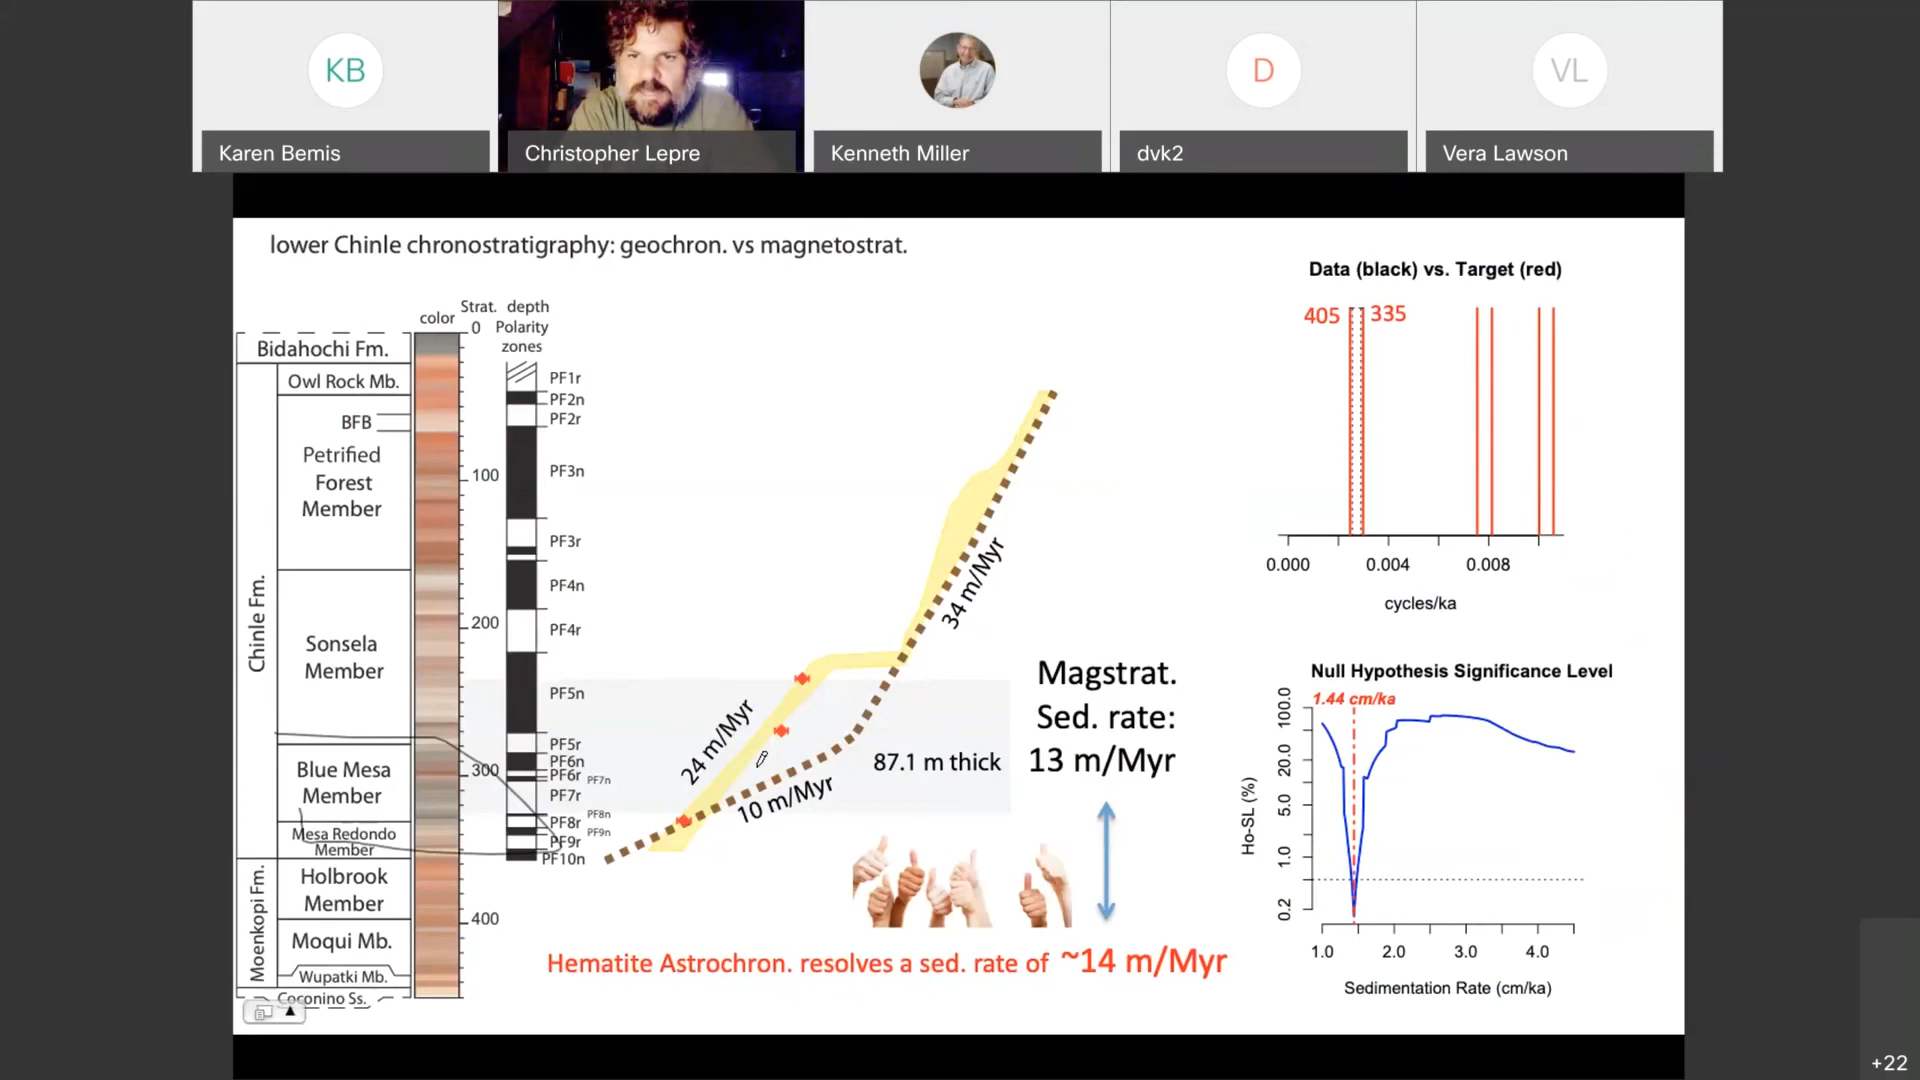 KB
D
VL
Karen Bemis
Christopher Lepre
Kenneth Miller
dvk2
Vera Lawson
lower Chinle chronostratigraphy: geochron. vs magnetostrat.
color
Strat.
depth
0
Polarity
zones
Bidahochi Fm.
Chinle Fm.
Owl Rock Mb.
BFB
Petrified
Forest
Member
Sonsela
Member
Blue Mesa
Member
Mesa Redondo
Member
Moenkopi Fm.
Holbrook
Member
Moqui Mb.
Wupatki Mb.
Coconino Ss.
100
200
300
400
PF1r
PF2n
PF2r
PF3n
PF3r
PF4n
PF4r
PF5n
PF5r
PF6n
PF6r
PF7n
PF7r
PF8n
PF8r
PF9n
PF9r
PF10n
24 m/Myr
10 m/Myr
34 m/Myr
87.1 m thick
Magstrat.
Sed. rate:
13 m/Myr
Hematite Astrochron. resolves a sed. rate of ~14 m/Myr
Data (black) vs. Target (red)
405
335
0.000
0.004
0.008
cycles/ka
Null Hypothesis Significance Level
1.44 cm/ka
Ho-SL (%)
100.0
20.0
5.0
1.0
0.2
1.0
2.0
3.0
4.0
Sedimentation Rate (cm/ka)
+22